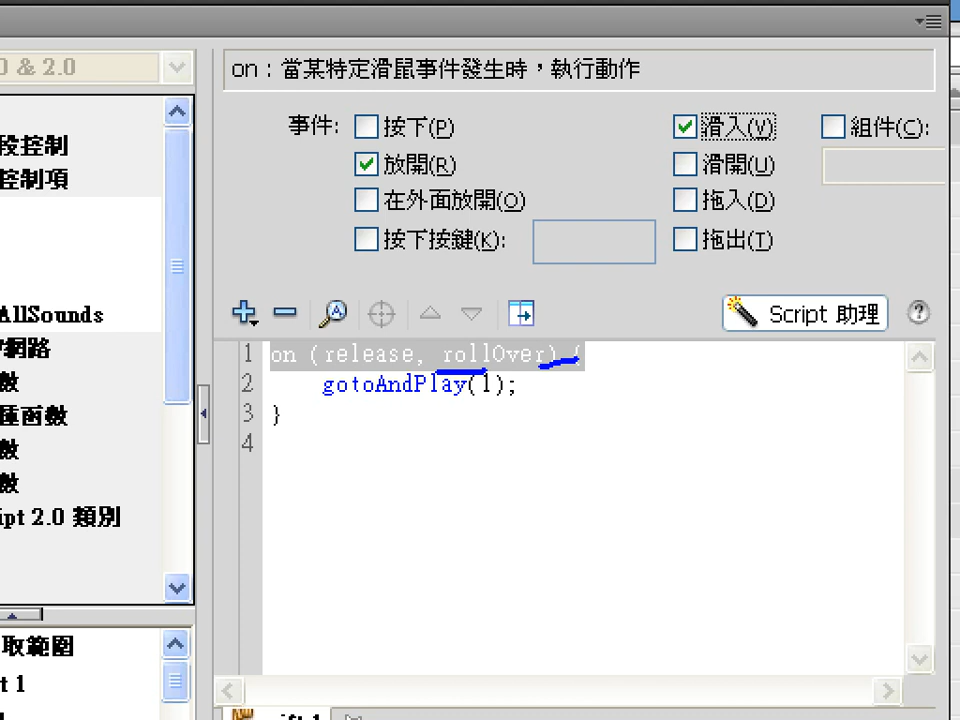 0 & 2.0
on : 當某特定滑鼠事件發生時，執行動作
事件: 按下(P) 滑入(V) 組件(C):
放開(R) 滑開(U)
在外面放開(O) 拖入(D)
按下按鍵(K): 拖出(T)
段控制
控制項
AllSounds
網路
數
種函數
數
數
ipt 2.0 類別
取範圍
t 1
Script 助理
1 on (release, rollOver) {
2 gotoAndPlay(1);
3 }
4